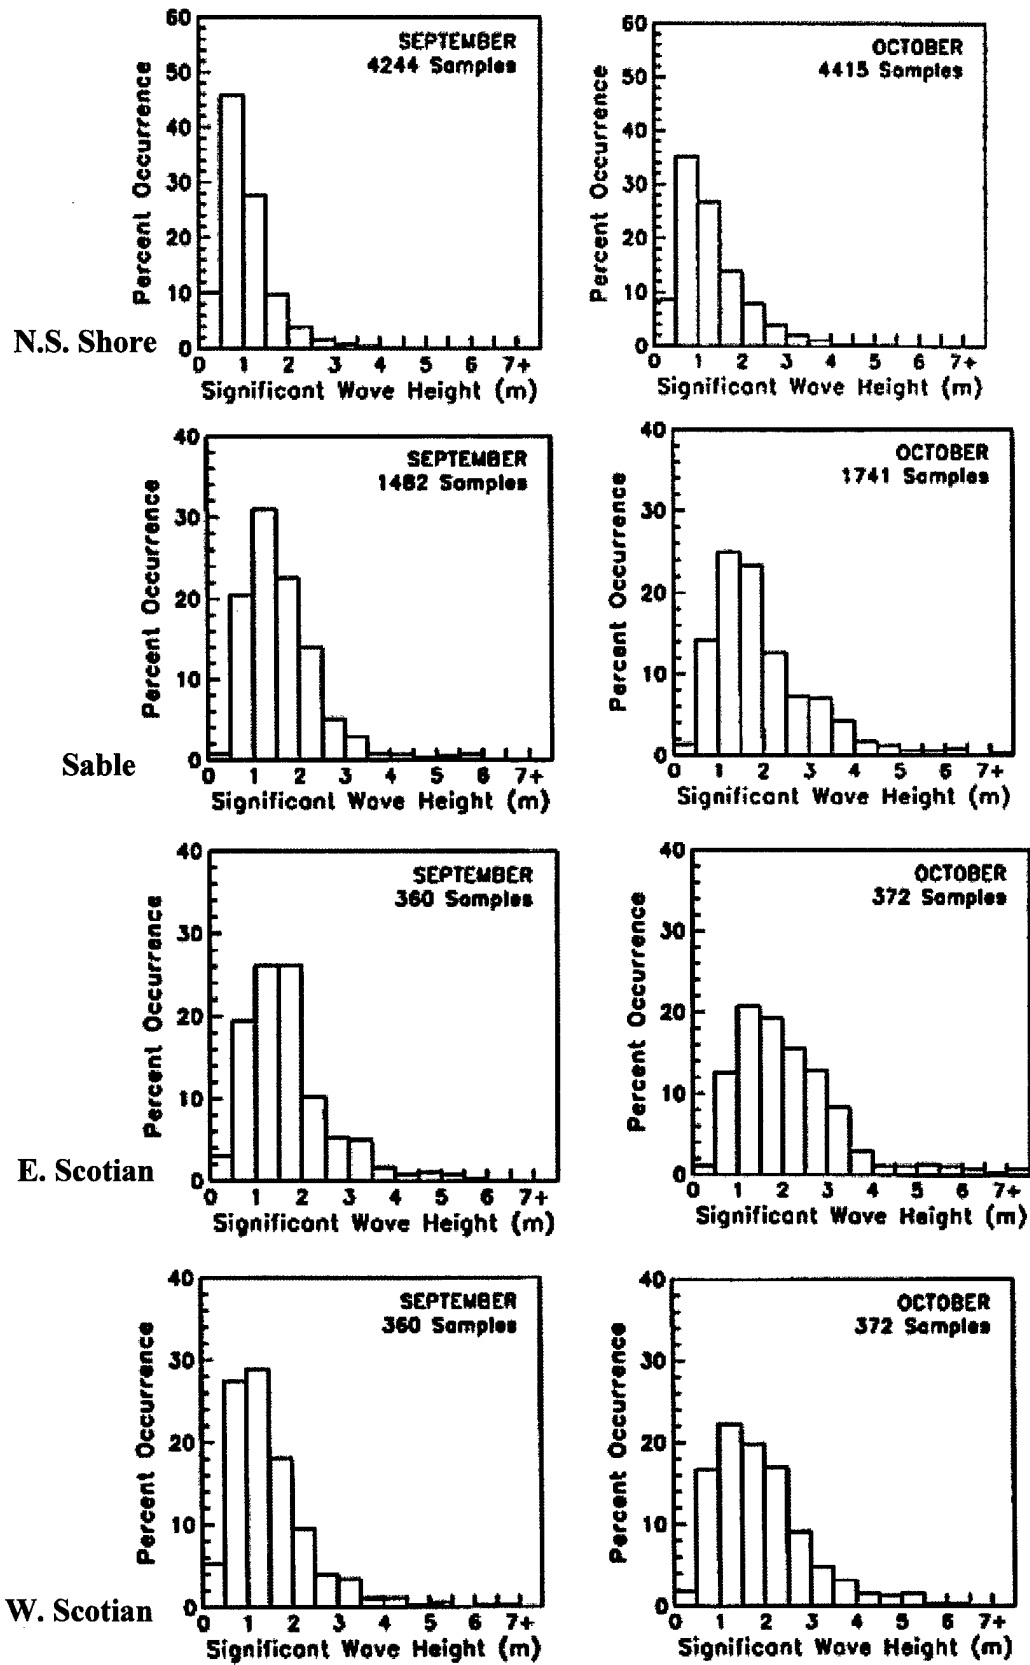 60
50
40
30
20
10
0
Percent Occurrence
SEPTEMBER
4244 Samples
0 1 2 3 4 5 6 7+
Significant Wave Height (m)
60
50
40
30
20
10
0
Percent Occurrence
OCTOBER
4415 Samples
0 1 2 3 4 5 6 7+
Significant Wave Height (m)
N.S. Shore
40
30
20
10
0
Percent Occurrence
SEPTEMBER
1482 Samples
0 1 2 3 4 5 6 7+
Significant Wave Height (m)
40
30
20
10
0
Percent Occurrence
OCTOBER
1741 Samples
0 1 2 3 4 5 6 7+
Significant Wave Height (m)
Sable
40
30
20
10
0
Percent Occurrence
SEPTEMBER
360 Samples
0 1 2 3 4 5 6 7+
Significant Wave Height (m)
40
30
20
10
0
Percent Occurrence
OCTOBER
372 Samples
0 1 2 3 4 5 6 7+
Significant Wave Height (m)
E. Scotian
40
30
20
10
0
Percent Occurrence
SEPTEMBER
360 Samples
0 1 2 3 4 5 6 7+
Significant Wave Height (m)
40
30
20
10
0
Percent Occurrence
OCTOBER
372 Samples
0 1 2 3 4 5 6 7+
Significant Wave Height (m)
W. Scotian